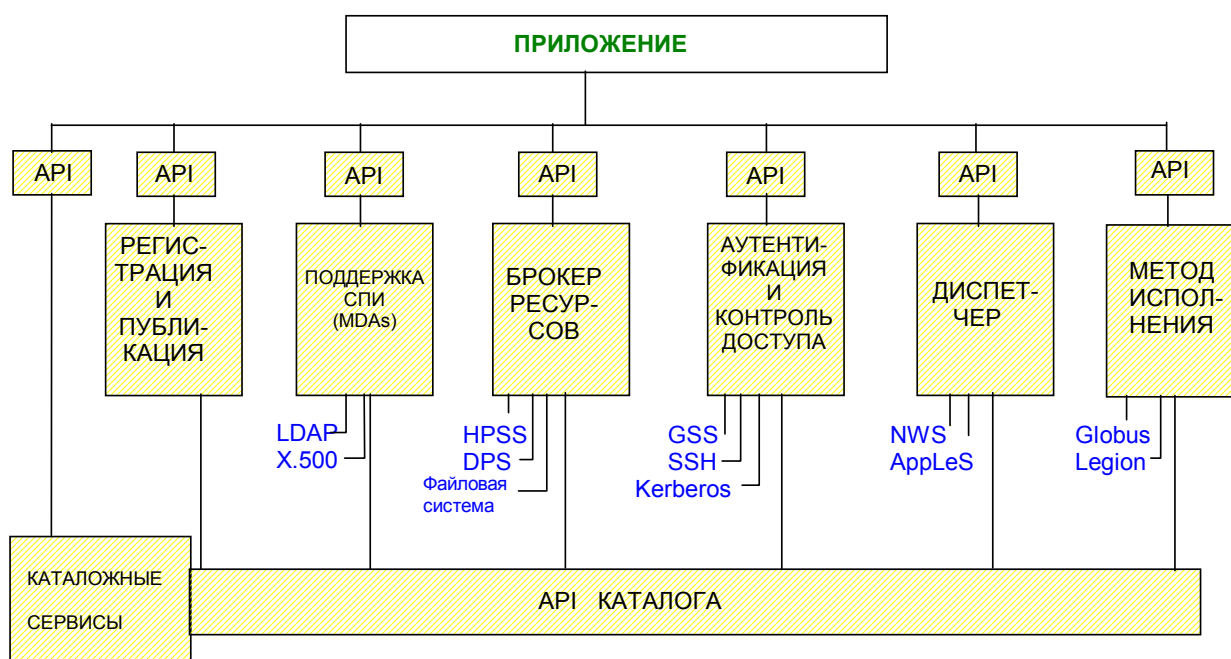 ПРИЛОЖЕНИЕ
API
API
API
API
API
API
API
РЕГИС-
ТРАЦИЯ
И
ПУБЛИ-
КАЦИЯ
ПОДДЕРЖКА
СПИ
(MDAs)
БРОКЕР
РЕСУР-
СОВ
АУТЕНТИ-
ФИКАЦИЯ
И
КОНТРОЛЬ
ДОСТУПА
ДИСПЕТ-
ЧЕР
МЕТОД
ИСПОЛ-
НЕНИЯ
LDAP
X.500
HPSS
DPS
Файловая
система
GSS
SSH
Kerberos
NWS
AppLeS
Globus
Legion
КАТАЛОЖНЫЕ
СЕРВИСЫ
API КАТАЛОГА